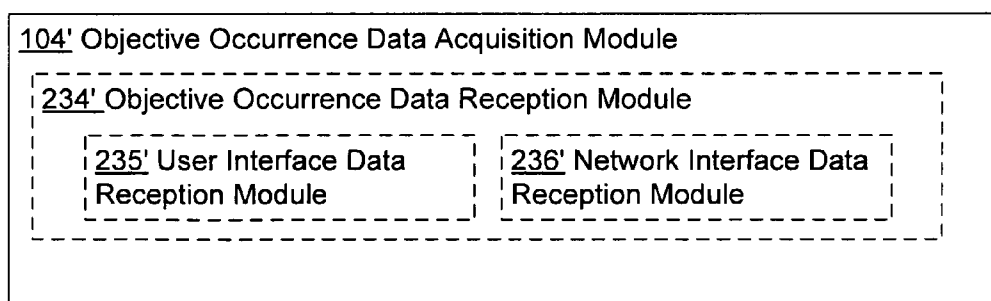 104' Objective Occurrence Data Acquisition Module
234' Objective Occurrence Data Reception Module
235' User Interface Data
Reception Module
236' Network Interface Data
Reception Module